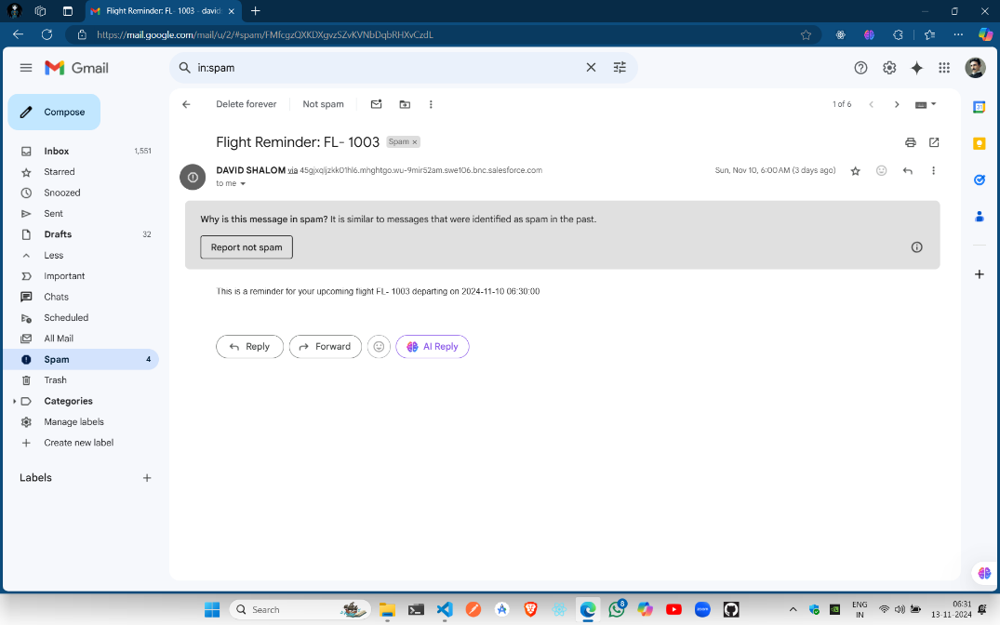 Flight Reminder: FL- 1003 - david
https://mail.google.com/mail/u/2/#spam/FMfcgzQXKDXgvzSZvKVNbDqbRHXvCzdL
Gmail
in:spam
Compose
Inbox 1,551
Starred
Snoozed
Sent
Drafts 32
Less
Important
Chats
Scheduled
All Mail
Spam 4
Trash
Categories
Manage labels
Create new label
Labels
Delete forever Not spam 1 of 6
Flight Reminder: FL- 1003 Spam x
DAVID SHALOM via 45gjxqljzkk01hl6.mhghtgo.wu-9mir52am.swe106.bnc.salesforce.com Sun, Nov 10, 6:00 AM (3 days ago)
to me
Why is this message in spam? It is similar to messages that were identified as spam in the past.
Report not spam
This is a reminder for your upcoming flight FL- 1003 departing on 2024-11-10 06:30:00
Reply Forward AI Reply
31
Search
8
zoom
ENG
IN
06:31
13-11-2024